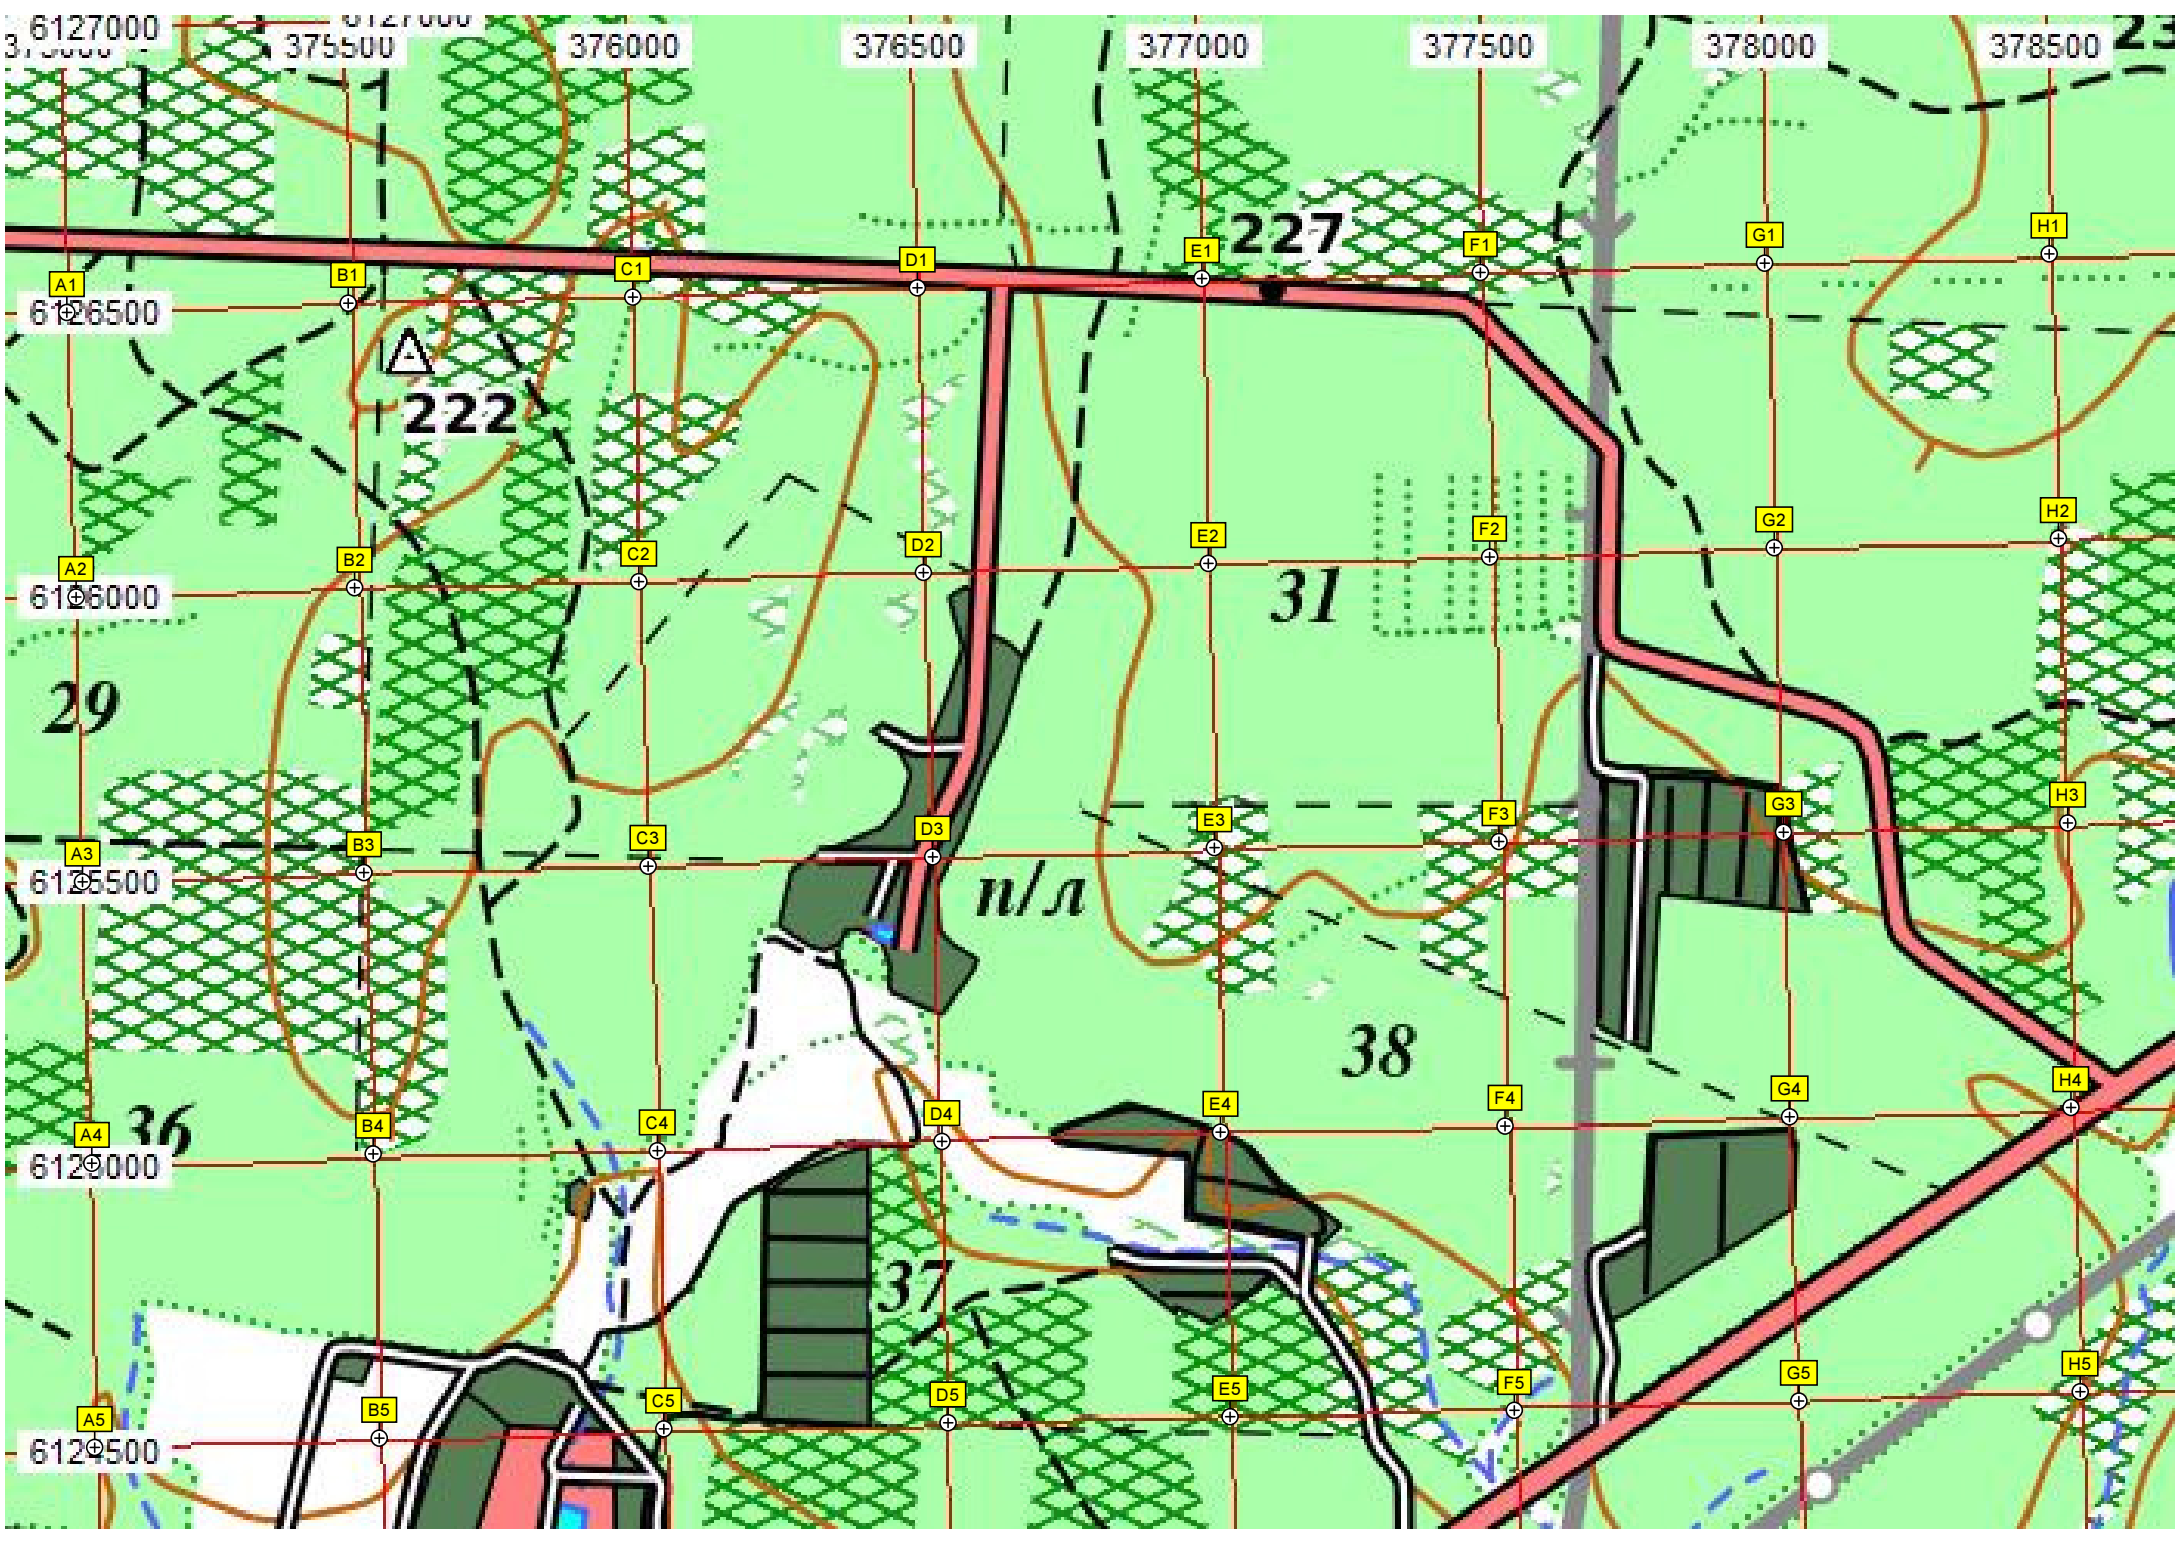 6127000
6127000
375500 376000 376500 377000 377500 378000 378500 23
227
A1 B1 C1 D1 E1 F1 G1 H1
6126500
222
A2 B2 C2 D2 E2 F2 G2 H2
6126000
31
29
A3 B3 C3 D3 E3 F3 G3 H3
6125500
п/л
38
36
A4 B4 C4 D4 E4 F4 G4 H4
6125000
37
A5 B5 C5 D5 E5 F5 G5 H5
6124500